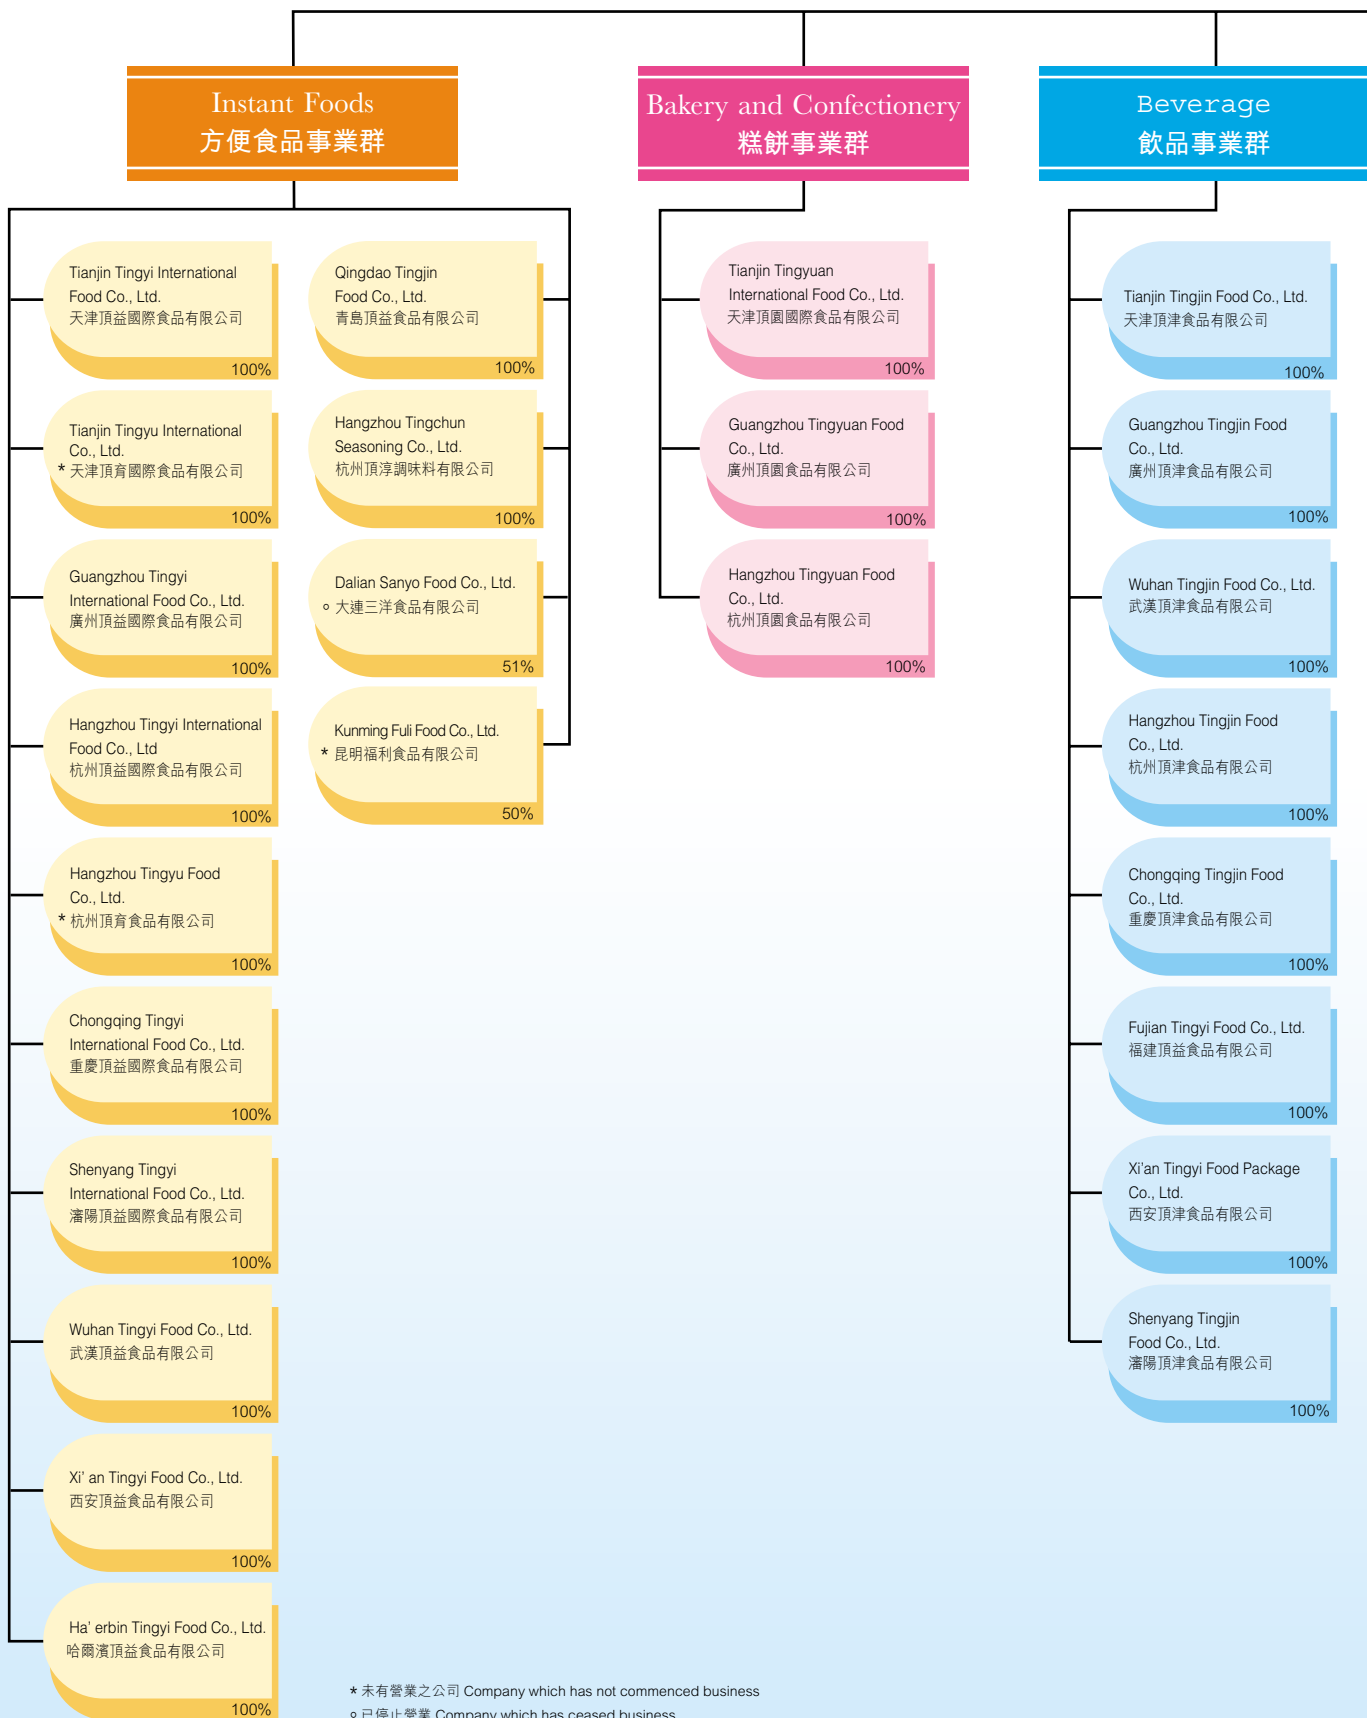 Instant Foods
方便食品事業群
Bakery and Confectionery
糕餅事業群
Beverage
飲品事業群
Tianjin Tingyi International
Food Co., Ltd.
天津頂益國際食品有限公司
100%
Tianjin Tingyu International
Co., Ltd.
* 天津頂育國際食品有限公司
100%
Guangzhou Tingyi
International Food Co., Ltd.
廣州頂益國際食品有限公司
100%
Hangzhou Tingyi International
Food Co., Ltd
杭州頂益國際食品有限公司
100%
Hangzhou Tingyu Food
Co., Ltd.
* 杭州頂育食品有限公司
100%
Chongqing Tingyi
International Food Co., Ltd.
重慶頂益國際食品有限公司
100%
Shenyang Tingyi
International Food Co., Ltd.
瀋陽頂益國際食品有限公司
100%
Wuhan Tingyi Food Co., Ltd.
武漢頂益食品有限公司
100%
Xi' an Tingyi Food Co., Ltd.
西安頂益食品有限公司
100%
Ha' erbin Tingyi Food Co., Ltd.
哈爾濱頂益食品有限公司
100%
Qingdao Tingjin
Food Co., Ltd.
青島頂益食品有限公司
100%
Hangzhou Tingchun
Seasoning Co., Ltd.
杭州頂淳調味料有限公司
100%
Dalian Sanyo Food Co., Ltd.
° 大連三洋食品有限公司
51%
Kunming Fuli Food Co., Ltd.
* 昆明福利食品有限公司
50%
Tianjin Tingyuan
International Food Co., Ltd.
天津頂園國際食品有限公司
100%
Guangzhou Tingyuan Food
Co., Ltd.
廣州頂園食品有限公司
100%
Hangzhou Tingyuan Food
Co., Ltd.
杭州頂園食品有限公司
100%
Tianjin Tingjin Food Co., Ltd.
天津頂津食品有限公司
100%
Guangzhou Tingjin Food
Co., Ltd.
廣州頂津食品有限公司
100%
Wuhan Tingjin Food Co., Ltd.
武漢頂津食品有限公司
100%
Hangzhou Tingjin Food
Co., Ltd.
杭州頂津食品有限公司
100%
Chongqing Tingjin Food
Co., Ltd.
重慶頂津食品有限公司
100%
Fujian Tingyi Food Co., Ltd.
福建頂益食品有限公司
100%
Xi'an Tingyi Food Package
Co., Ltd.
西安頂津食品有限公司
100%
Shenyang Tingjin
Food Co., Ltd.
瀋陽頂津食品有限公司
100%
* 未有營業之公司 Company which has not commenced business
° 已停止營業 Company which has ceased business